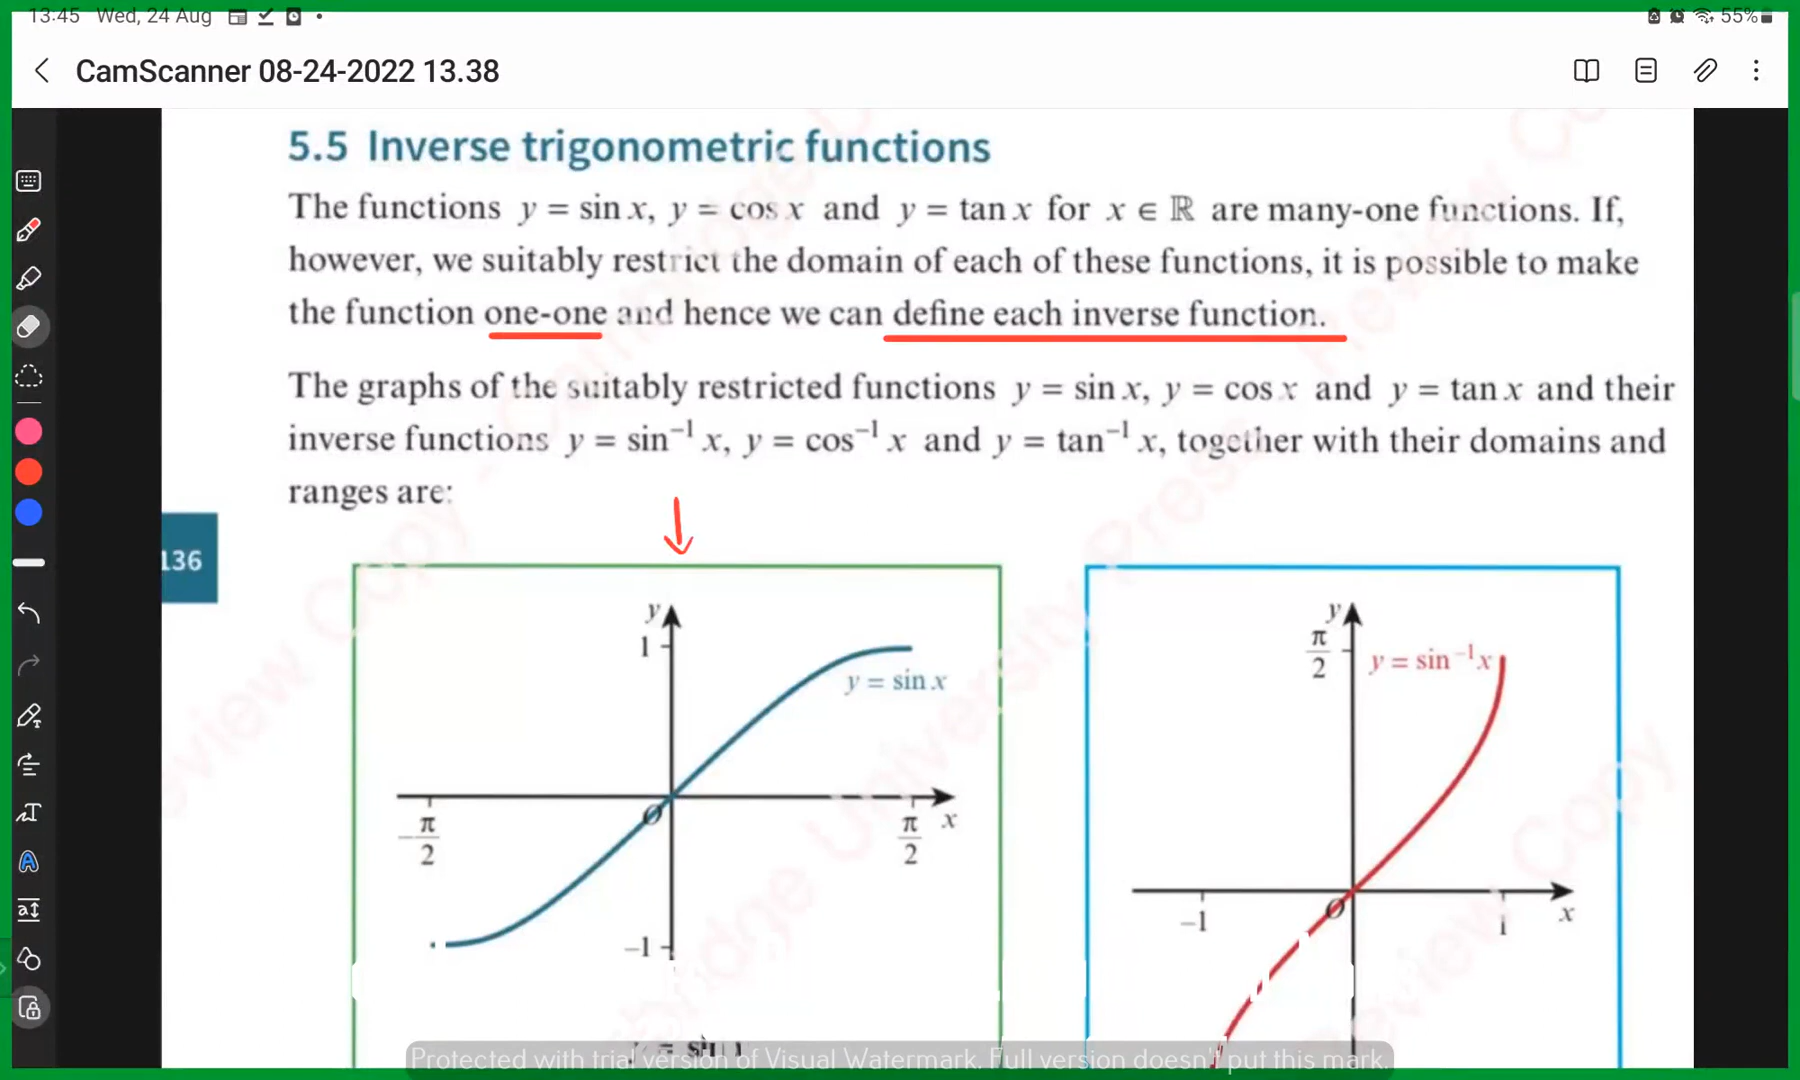 13:45 Wed, 24 Aug
55%
CamScanner 08-24-2022 13.38
5.5 Inverse trigonometric functions
The functions y = sin x, y = cos x and y = tan x for x ∈ ℝ are many-one functions. If,
however, we suitably restrict the domain of each of these functions, it is possible to make
the function one-one and hence we can define each inverse function.
The graphs of the suitably restricted functions y = sin x, y = cos x and y = tan x and their
inverse functions y = sin⁻¹ x, y = cos⁻¹ x and y = tan⁻¹ x, together with their domains and
ranges are:
136
y
1
y = sin x
O
−π/2
π/2
x
−1
y
π/2
y = sin⁻¹ x
−1
O
1
x
Protected with trial version of Visual Watermark. Full version doesn't put this mark.